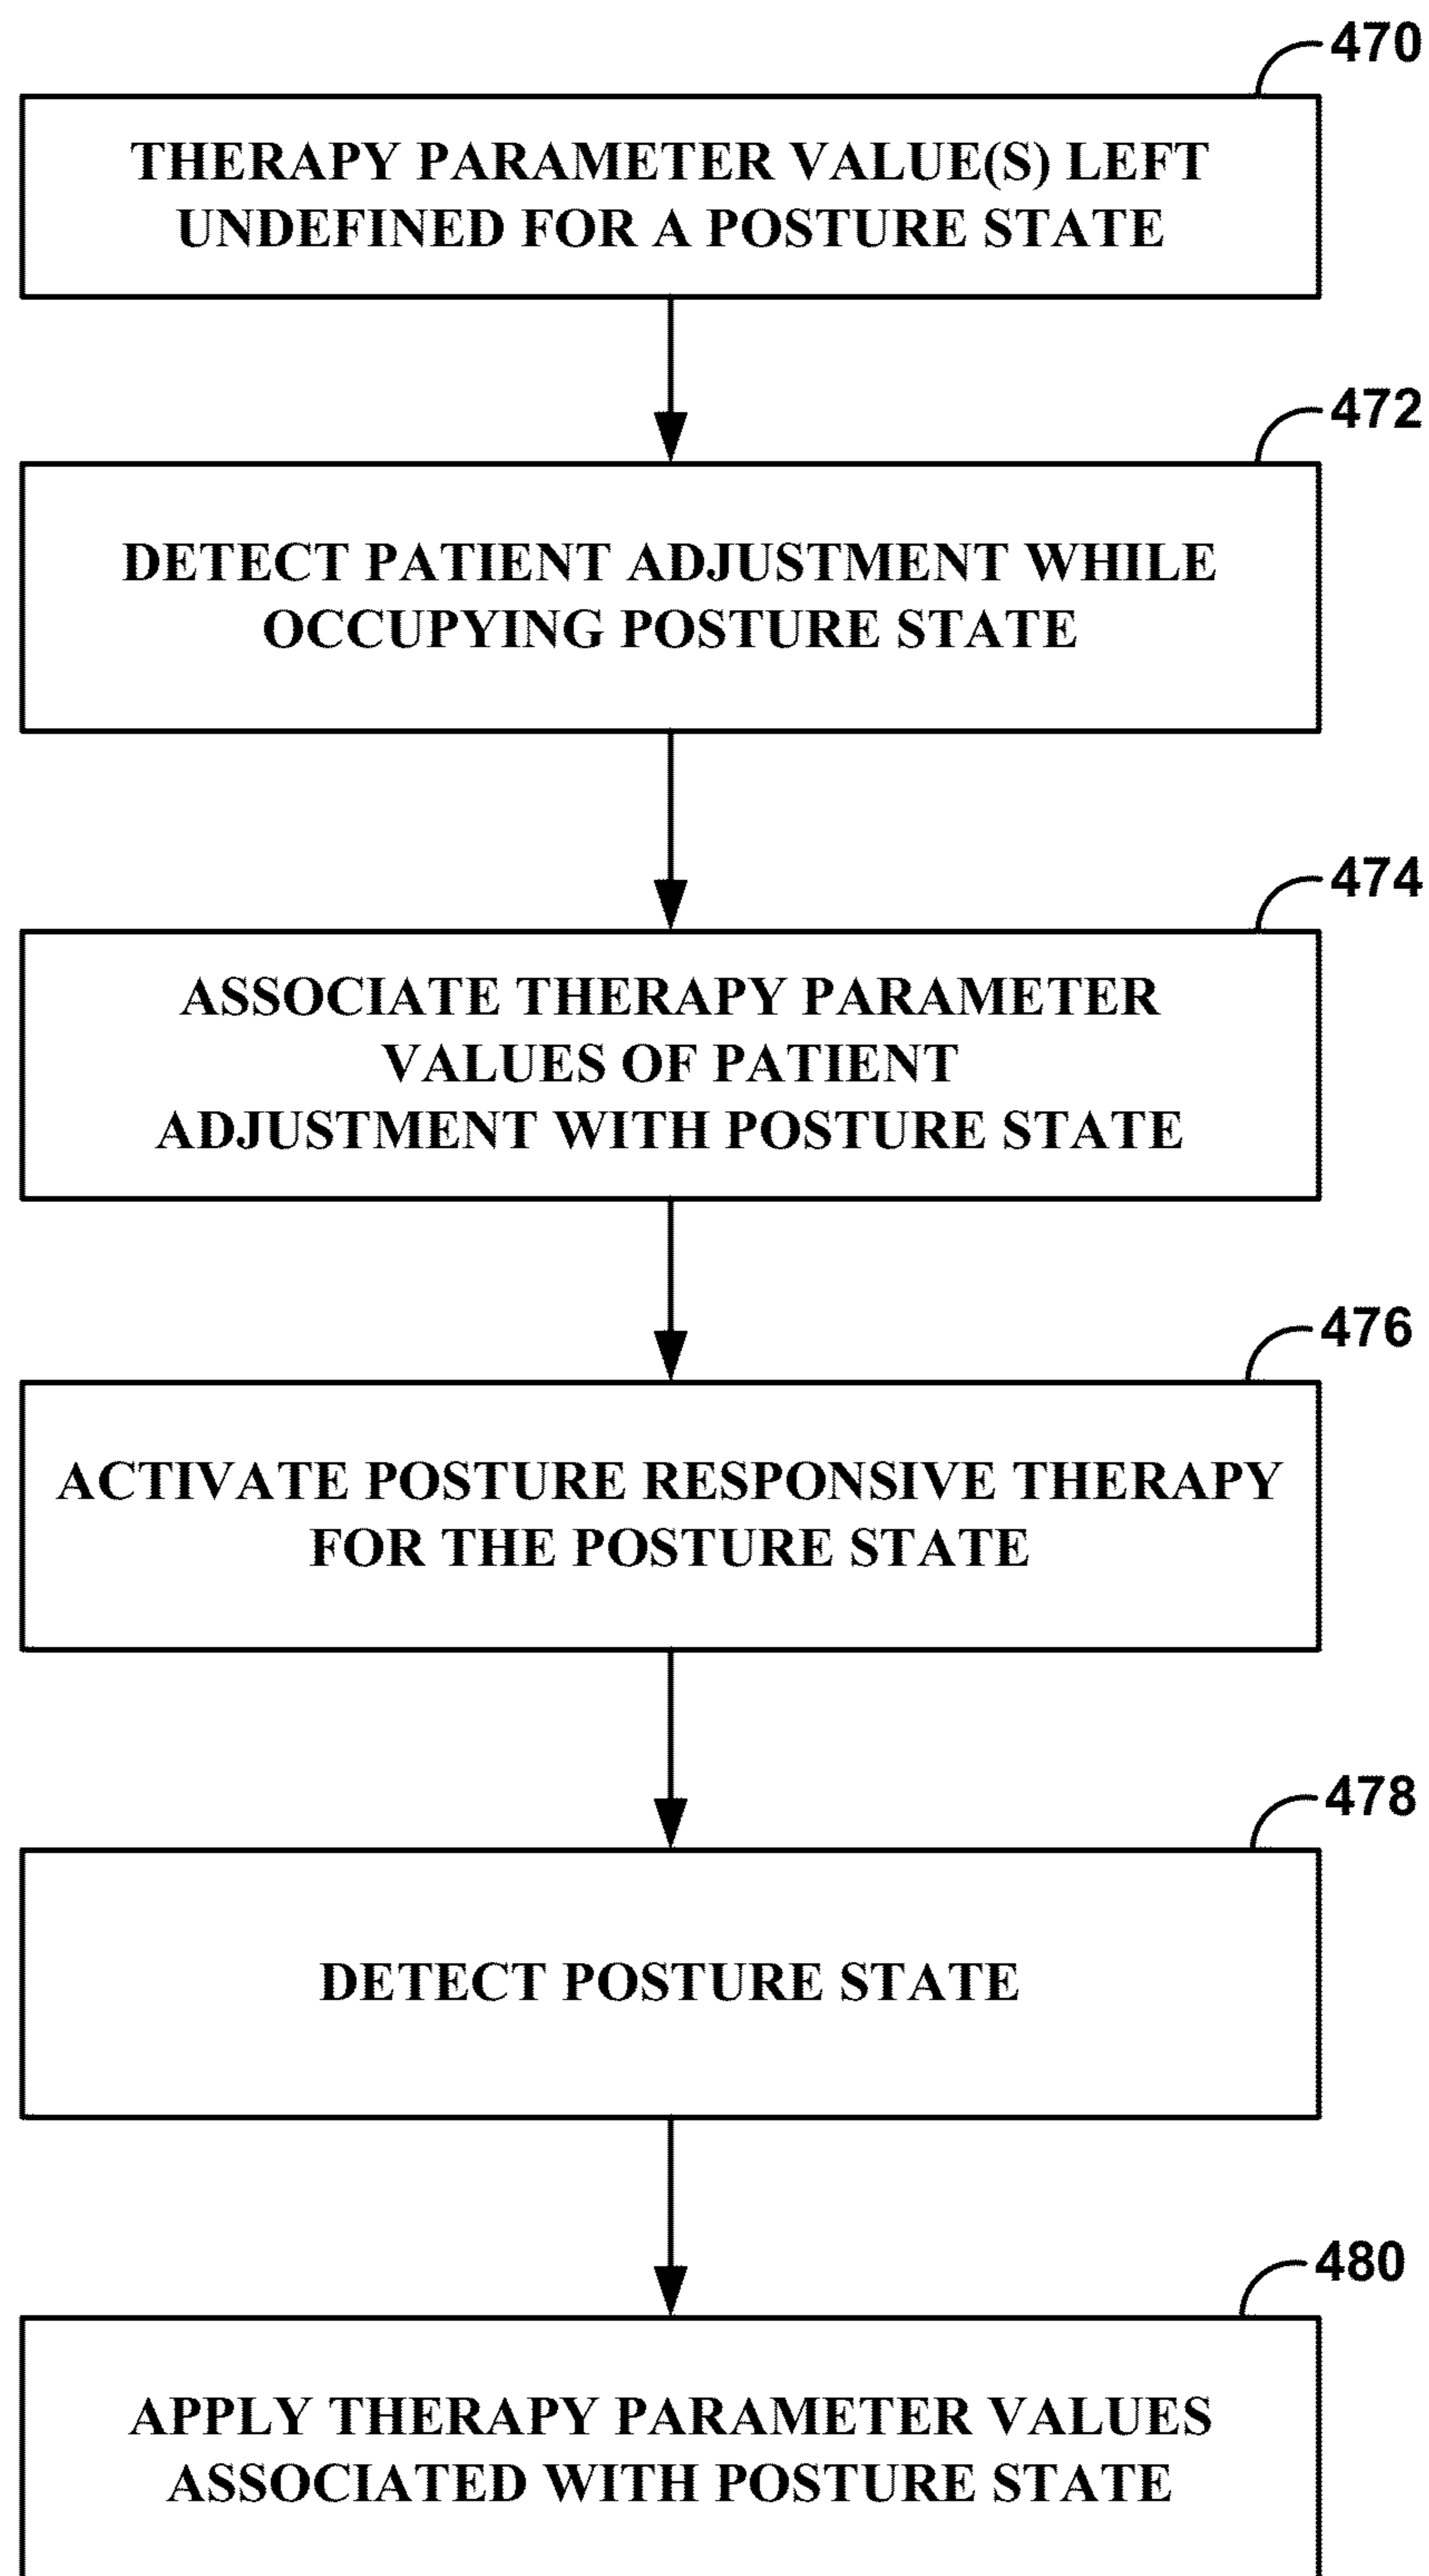 470
THERAPY PARAMETER VALUE(S) LEFT
UNDEFINED FOR A POSTURE STATE
472
DETECT PATIENT ADJUSTMENT WHILE
OCCUPYING POSTURE STATE
474
ASSOCIATE THERAPY PARAMETER
VALUES OF PATIENT
ADJUSTMENT WITH POSTURE STATE
476
ACTIVATE POSTURE RESPONSIVE THERAPY
FOR THE POSTURE STATE
478
DETECT POSTURE STATE
480
APPLY THERAPY PARAMETER VALUES
ASSOCIATED WITH POSTURE STATE